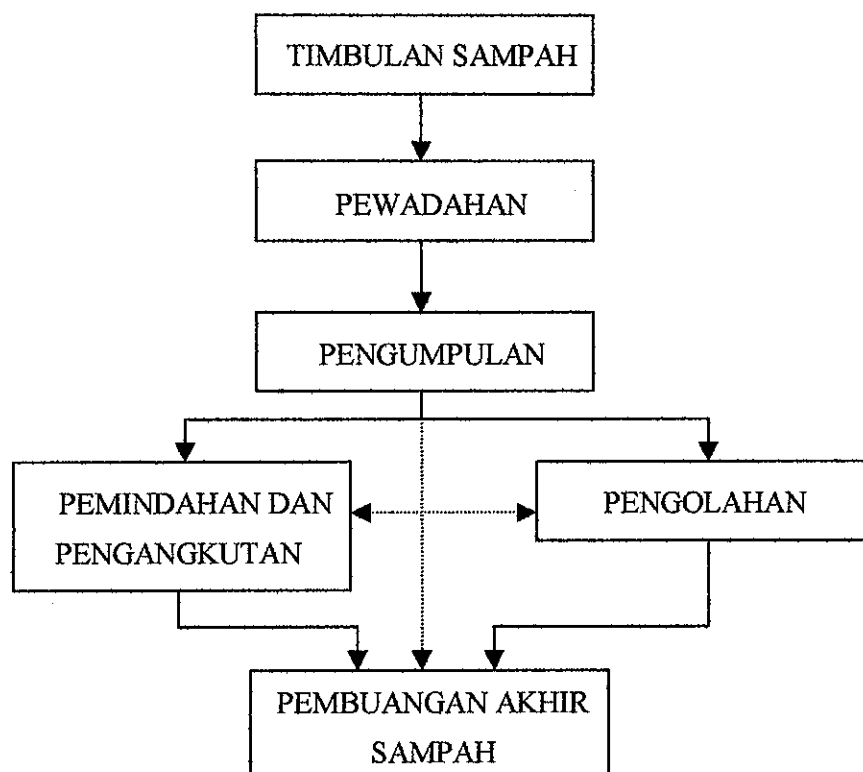 TIMBULAN SAMPAH
PEWADAHAN
PENGUMPULAN
PEMINDAHAN DAN
PENGANGKUTAN
PENGOLAHAN
PEMBUANGAN AKHIR
SAMPAH